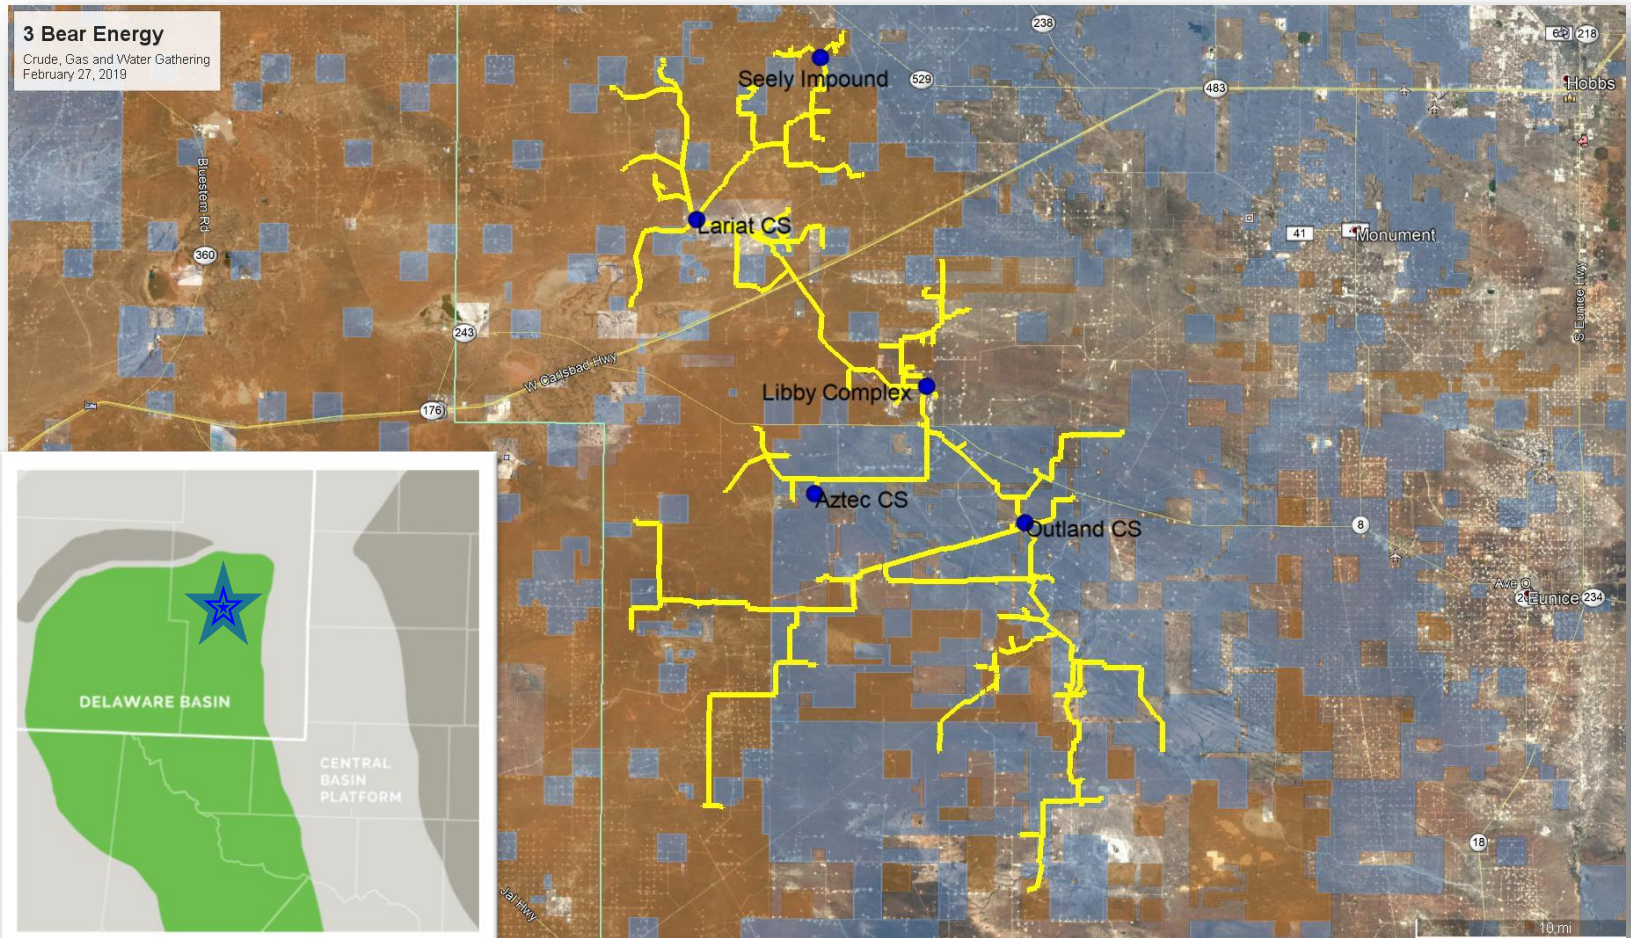 3 Bear Energy
Crude, Gas and Water Gathering
February 27, 2019
238
218
Seely Impound
529
483
Hobbs
Bluestem Rd
Lariat CS
41
Monument
360
S Eunice Hwy
243
W Carlsbad Hwy
Libby Complex
176
Aztec CS
Outland CS
8
Ave O
Eunice
234
DELAWARE BASIN
CENTRAL
BASIN
PLATFORM
18
Jal Hwy
10 mi